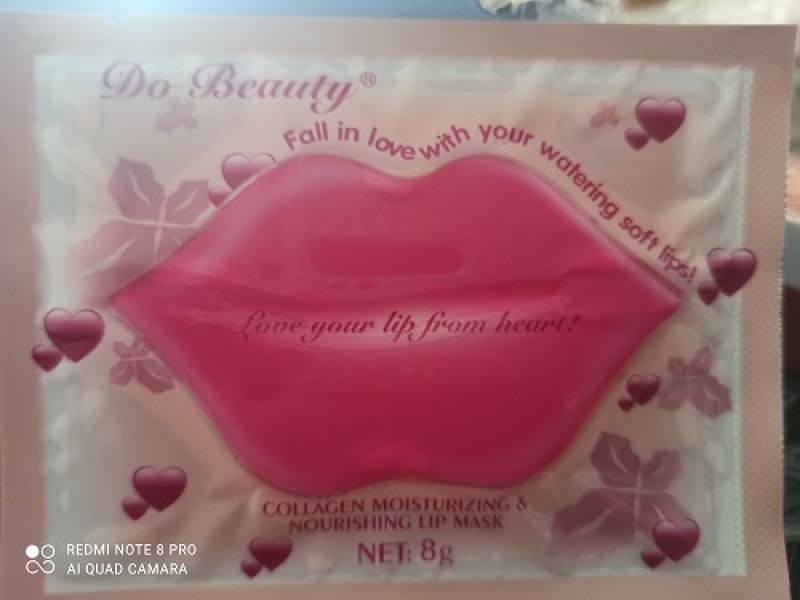 Do Beauty®
Fall in love with your watering soft lips!
Love your lip from heart!
COLLAGEN MOISTURIZING &
NOURISHING LIP MASK
NET: 8g
REDMI NOTE 8 PRO
AI QUAD CAMARA